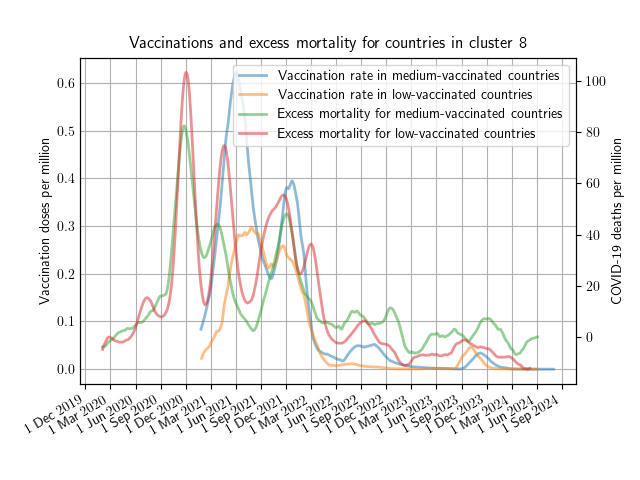 Vaccinations and excess mortality for countries in cluster 8
Vaccination rate in medium-vaccinated countries
Vaccination rate in low-vaccinated countries
Excess mortality for medium-vaccinated countries
Excess mortality for low-vaccinated countries
Vaccination doses per million
0.6
0.5
0.4
0.3
0.2
0.1
0.0
COVID-19 deaths per million
100
80
60
40
20
0
1 Dec 2019
1 Mar 2020
1 Jun 2020
1 Sep 2020
1 Dec 2020
1 Mar 2021
1 Jun 2021
1 Sep 2021
1 Dec 2021
1 Mar 2022
1 Jun 2022
1 Sep 2022
1 Dec 2022
1 Mar 2023
1 Jun 2023
1 Sep 2023
1 Dec 2023
1 Mar 2024
1 Jun 2024
1 Sep 2024